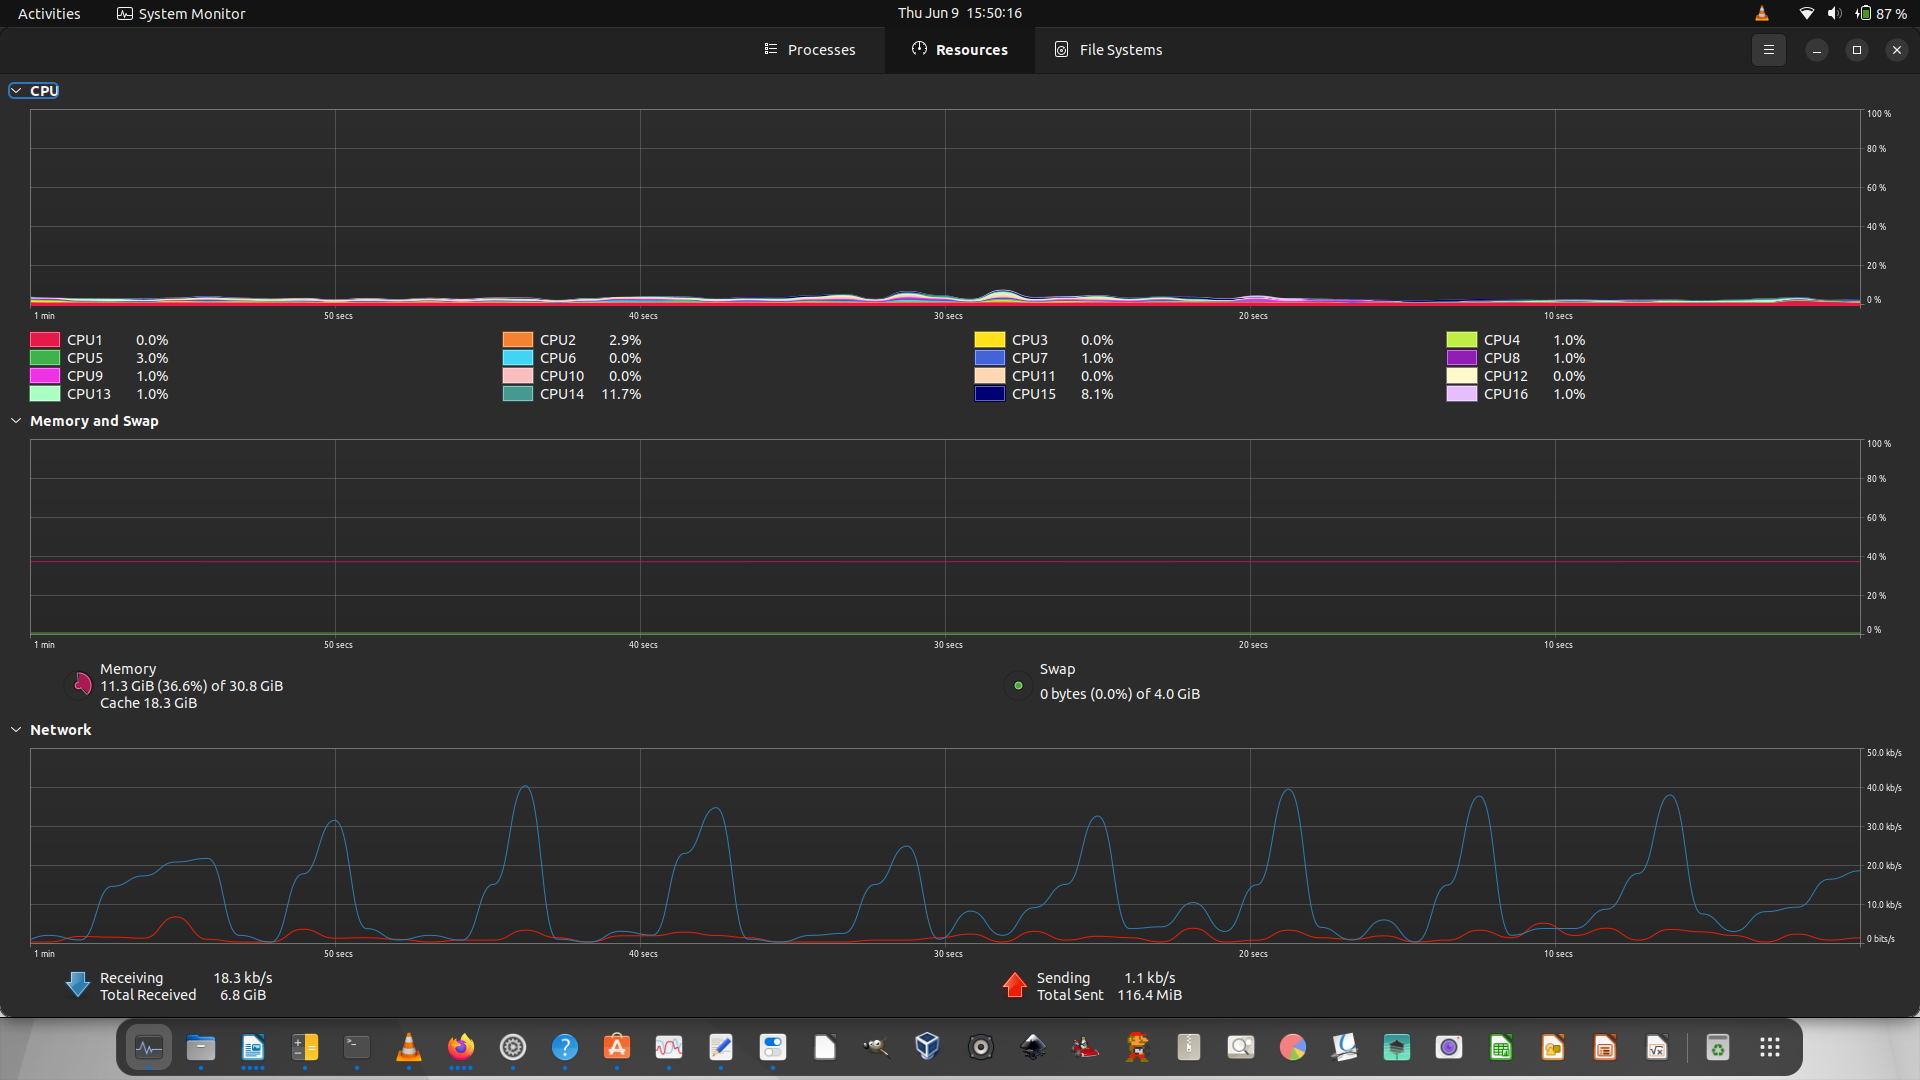 Activities System Monitor Thu Jun 9 15:50:16 87 %
Processes Resources File Systems
CPU
100 %
80 %
60 %
40 %
20 %
0 %
1 min 50 secs 40 secs 30 secs 20 secs 10 secs
CPU1 0.0% CPU2 2.9% CPU3 0.0% CPU4 1.0%
CPU5 3.0% CPU6 0.0% CPU7 1.0% CPU8 1.0%
CPU9 1.0% CPU10 0.0% CPU11 0.0% CPU12 0.0%
CPU13 1.0% CPU14 11.7% CPU15 8.1% CPU16 1.0%
Memory and Swap
100 %
80 %
60 %
40 %
20 %
0 %
1 min 50 secs 40 secs 30 secs 20 secs 10 secs
Memory Swap
11.3 GiB (36.6%) of 30.8 GiB 0 bytes (0.0%) of 4.0 GiB
Cache 18.3 GiB
Network
50.0 kb/s
40.0 kb/s
30.0 kb/s
20.0 kb/s
10.0 kb/s
0 bits/s
1 min 50 secs 40 secs 30 secs 20 secs 10 secs
Receiving 18.3 kb/s Sending 1.1 kb/s
Total Received 6.8 GiB Total Sent 116.4 MiB